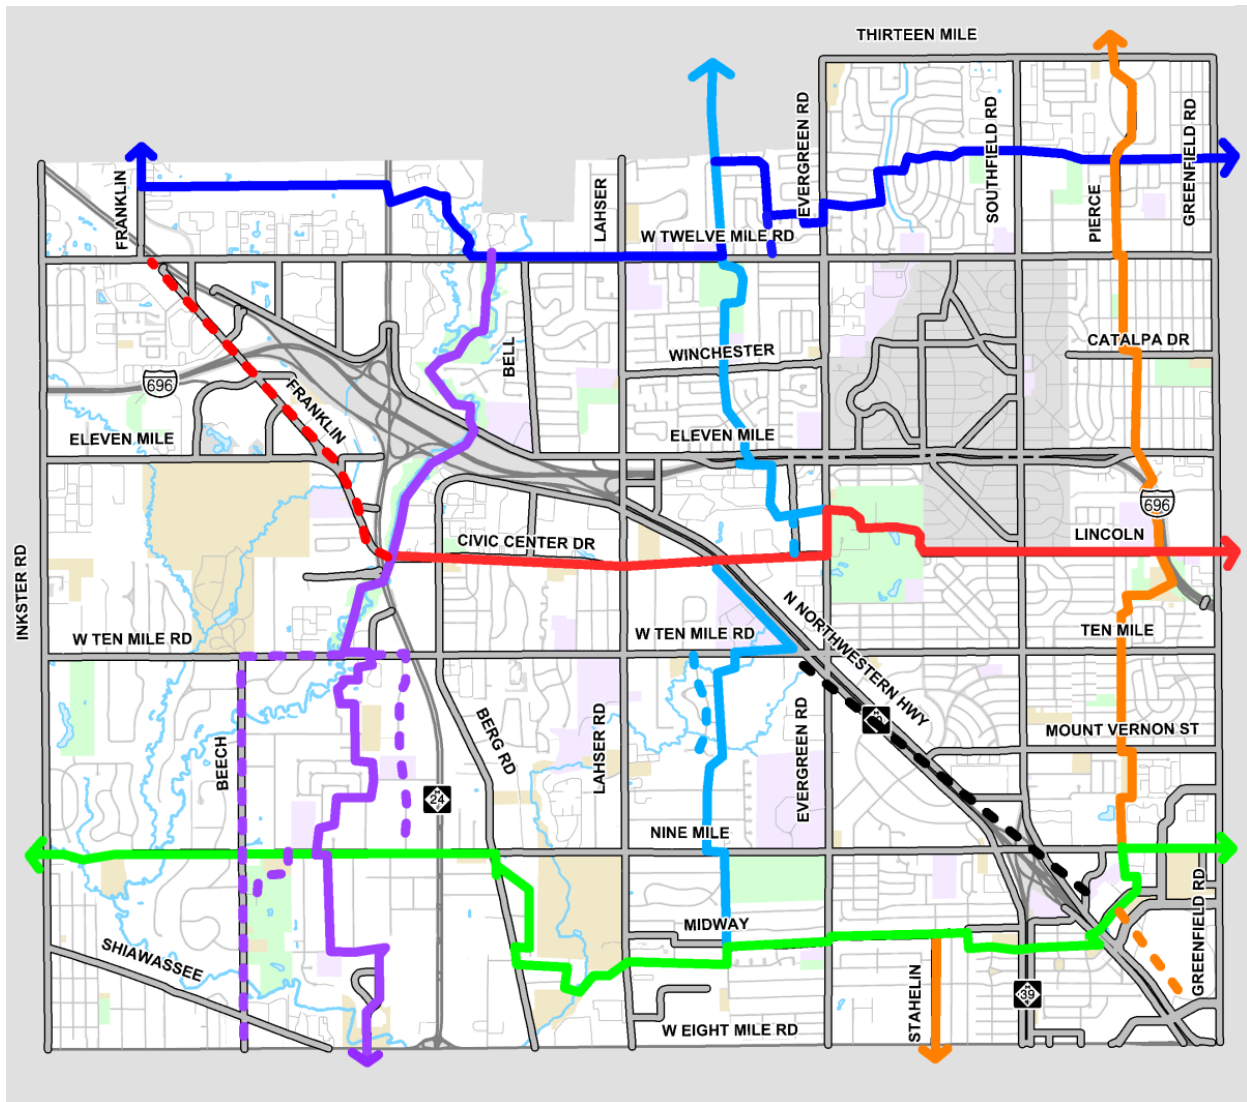 THIRTEEN MILE
FRANKLIN
LAHSER
EVERGREEN RD
SOUTHFIELD RD
PIERCE
GREENFIELD RD
W TWELVE MILE RD
BELL
WINCHESTER
CATALPA DR
696
FRANKLIN
ELEVEN MILE
ELEVEN MILE
696
CIVIC CENTER DR
LINCOLN
INKSTER RD
N NORTHWESTERN HWY
W TEN MILE RD
W TEN MILE RD
TEN MILE
BEECH
BERG RD
LAHSER RD
EVERGREEN RD
MOUNT VERNON ST
24
NINE MILE
MIDWAY
SHIAWASSEE
STAHELIN
39
GREENFIELD RD
W EIGHT MILE RD